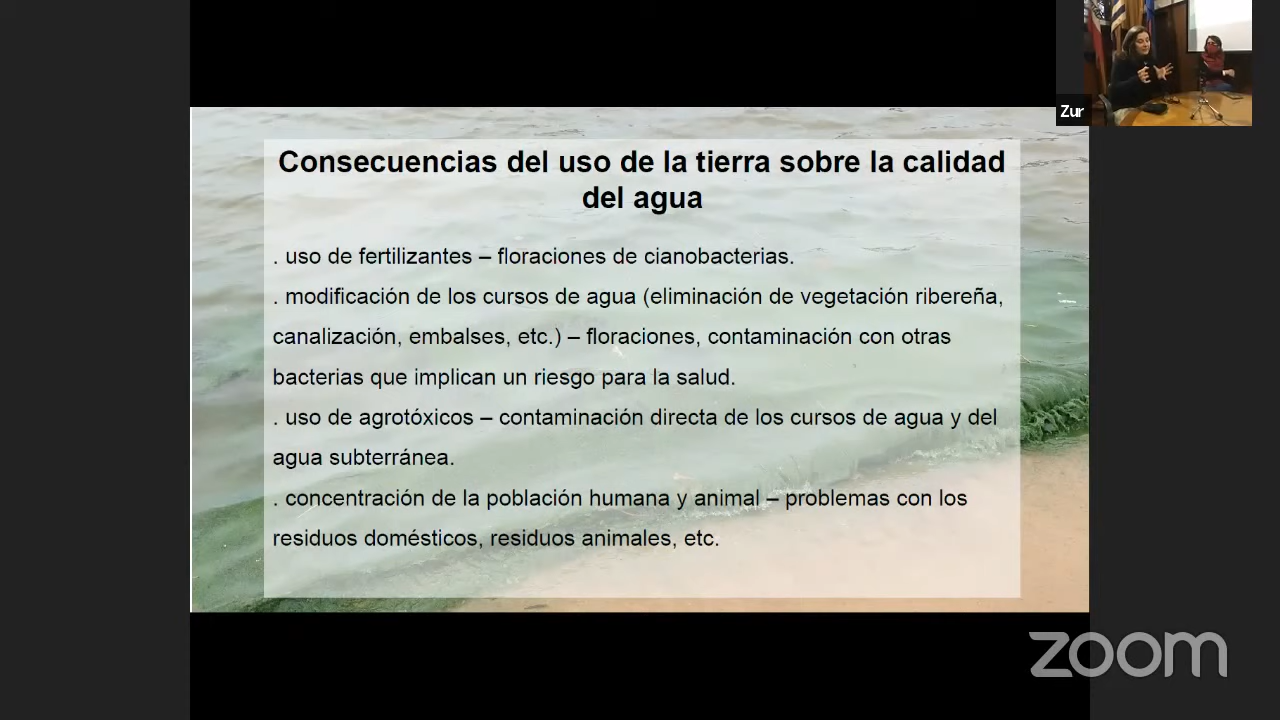 Zur
Consecuencias del uso de la tierra sobre la calidad
del agua
. uso de fertilizantes – floraciones de cianobacterias.
. modificación de los cursos de agua (eliminación de vegetación ribereña,
canalización, embalses, etc.) – floraciones, contaminación con otras
bacterias que implican un riesgo para la salud.
. uso de agrotóxicos – contaminación directa de los cursos de agua y del
agua subterránea.
. concentración de la población humana y animal – problemas con los
residuos domésticos, residuos animales, etc.
zoom